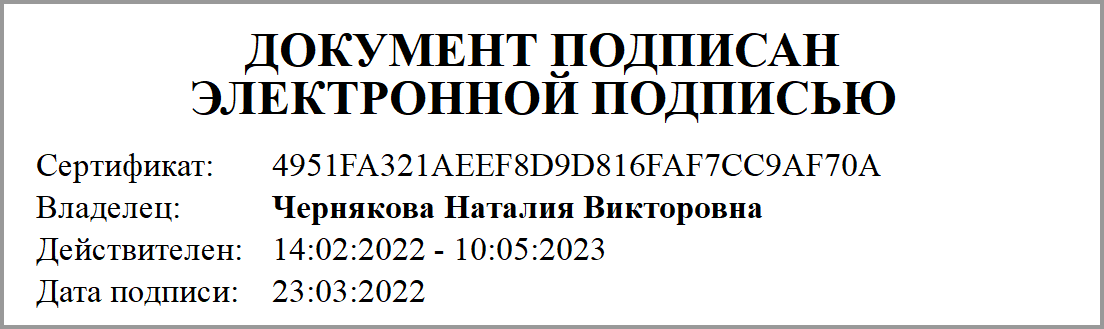 ДОКУМЕНТ ПОДПИСАН
ЭЛЕКТРОННОЙ ПОДПИСЬЮ
Сертификат: 4951FA321AEEF8D9D816FAF7CC9AF70A
Владелец: Чернякова Наталия Викторовна
Действителен: 14:02:2022 - 10:05:2023
Дата подписи: 23:03:2022